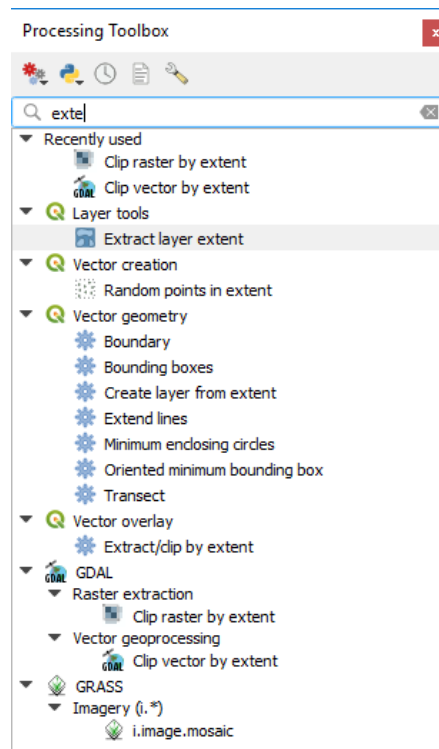 Processing Toolbox
x
exte
Recently used
Clip raster by extent
GDAL Clip vector by extent
Layer tools
Extract layer extent
Vector creation
Random points in extent
Vector geometry
Boundary
Bounding boxes
Create layer from extent
Extend lines
Minimum enclosing circles
Oriented minimum bounding box
Transect
Vector overlay
Extract/clip by extent
GDAL GDAL
Raster extraction
Clip raster by extent
Vector geoprocessing
GDAL Clip vector by extent
GRASS
Imagery (i.*)
i.image.mosaic